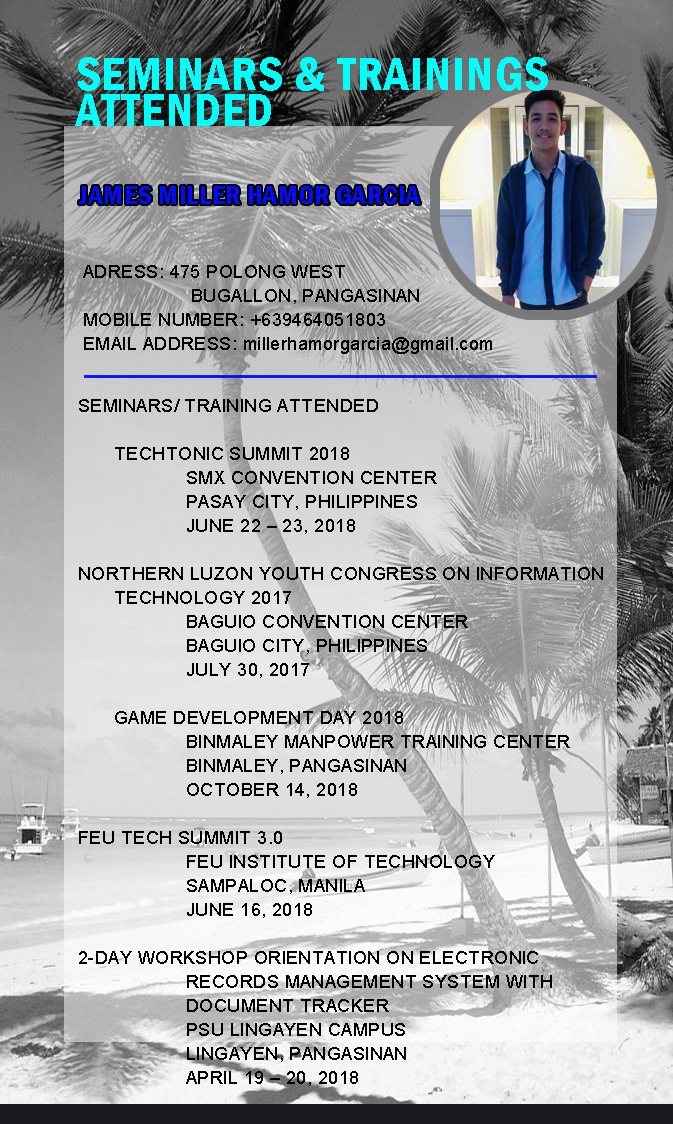 SEMINARS & TRAININGS
ATTENDED
JAMES MILLER HAMOR GARCIA
ADRESS: 475 POLONG WEST
BUGALLON, PANGASINAN
MOBILE NUMBER: +639464051803
EMAIL ADDRESS: millerhamorgarcia@gmail.com
SEMINARS/ TRAINING ATTENDED
TECHTONIC SUMMIT 2018
SMX CONVENTION CENTER
PASAY CITY, PHILIPPINES
JUNE 22 – 23, 2018
NORTHERN LUZON YOUTH CONGRESS ON INFORMATION
TECHNOLOGY 2017
BAGUIO CONVENTION CENTER
BAGUIO CITY, PHILIPPINES
JULY 30, 2017
GAME DEVELOPMENT DAY 2018
BINMALEY MANPOWER TRAINING CENTER
BINMALEY, PANGASINAN
OCTOBER 14, 2018
FEU TECH SUMMIT 3.0
FEU INSTITUTE OF TECHNOLOGY
SAMPALOC, MANILA
JUNE 16, 2018
2-DAY WORKSHOP ORIENTATION ON ELECTRONIC
RECORDS MANAGEMENT SYSTEM WITH
DOCUMENT TRACKER
PSU LINGAYEN CAMPUS
LINGAYEN, PANGASINAN
APRIL 19 – 20, 2018